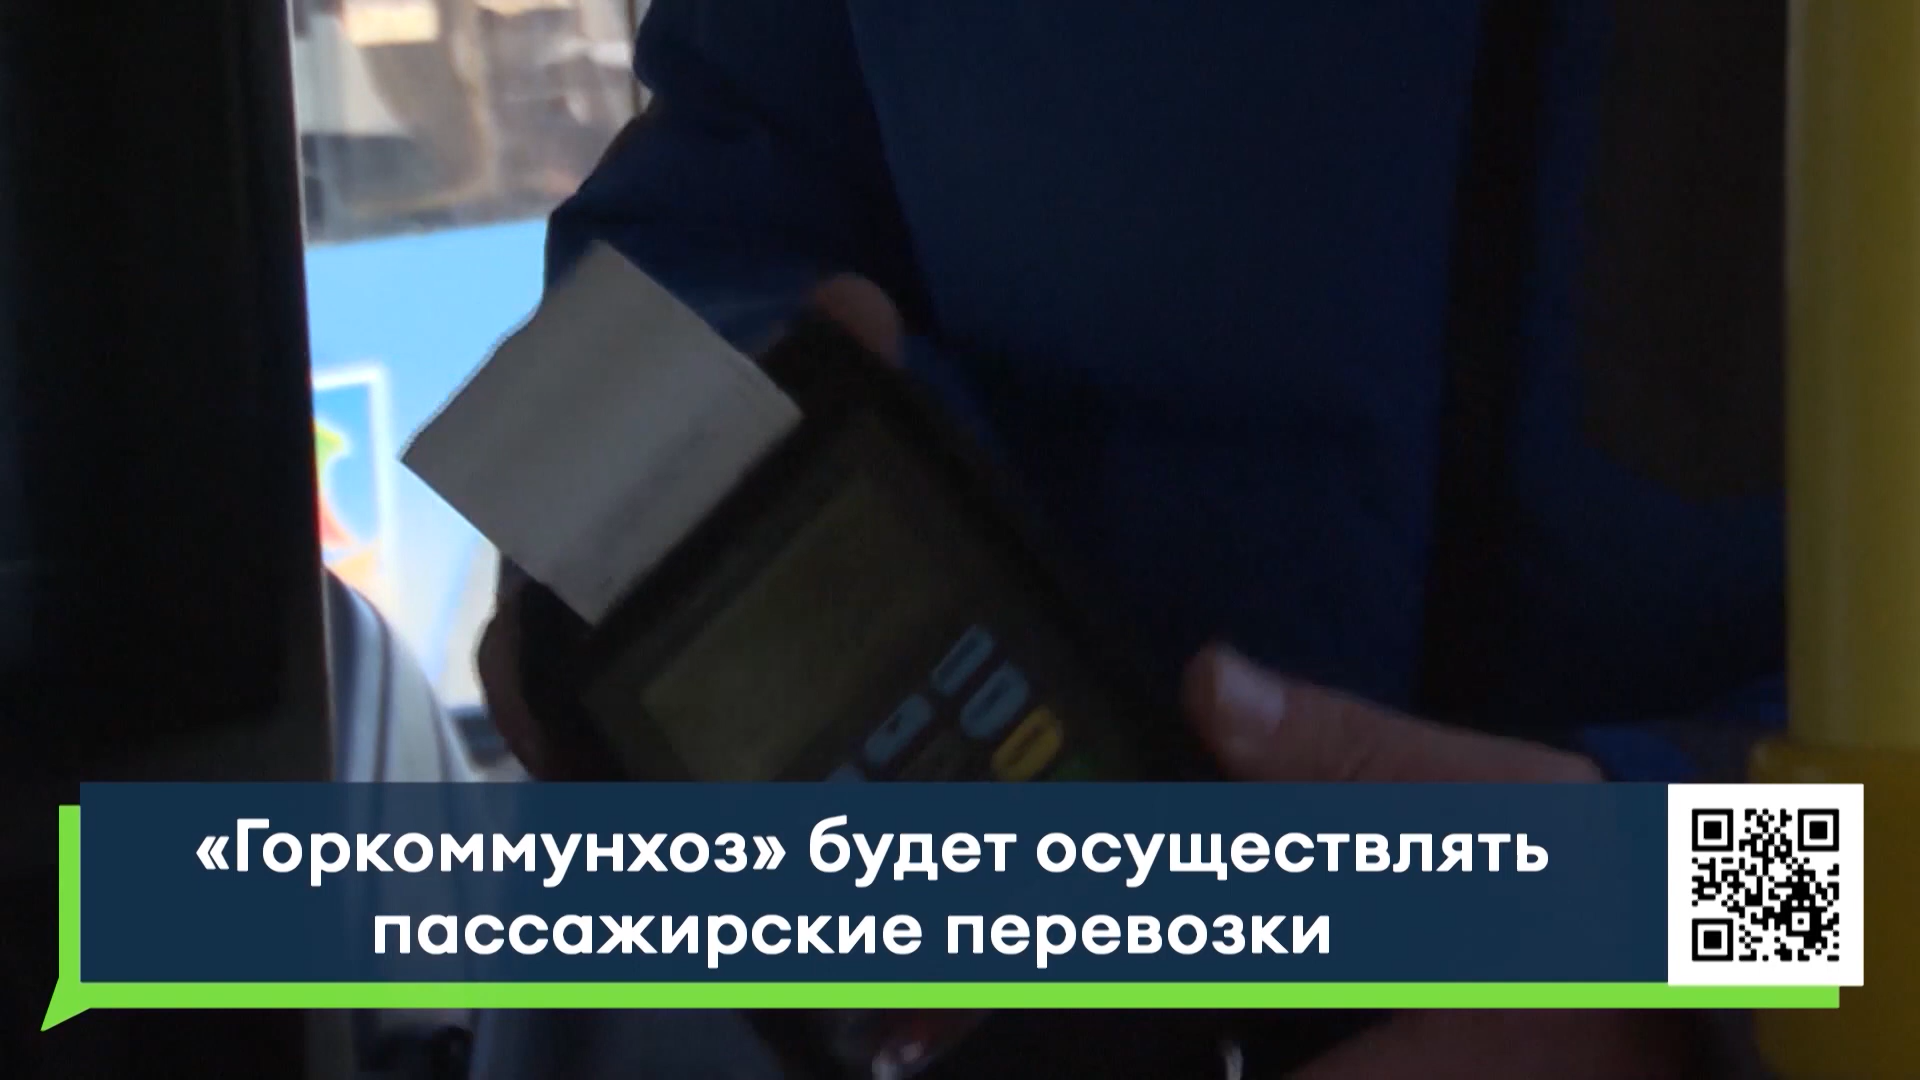 «Горкоммунхоз» будет осуществлять
пассажирские перевозки